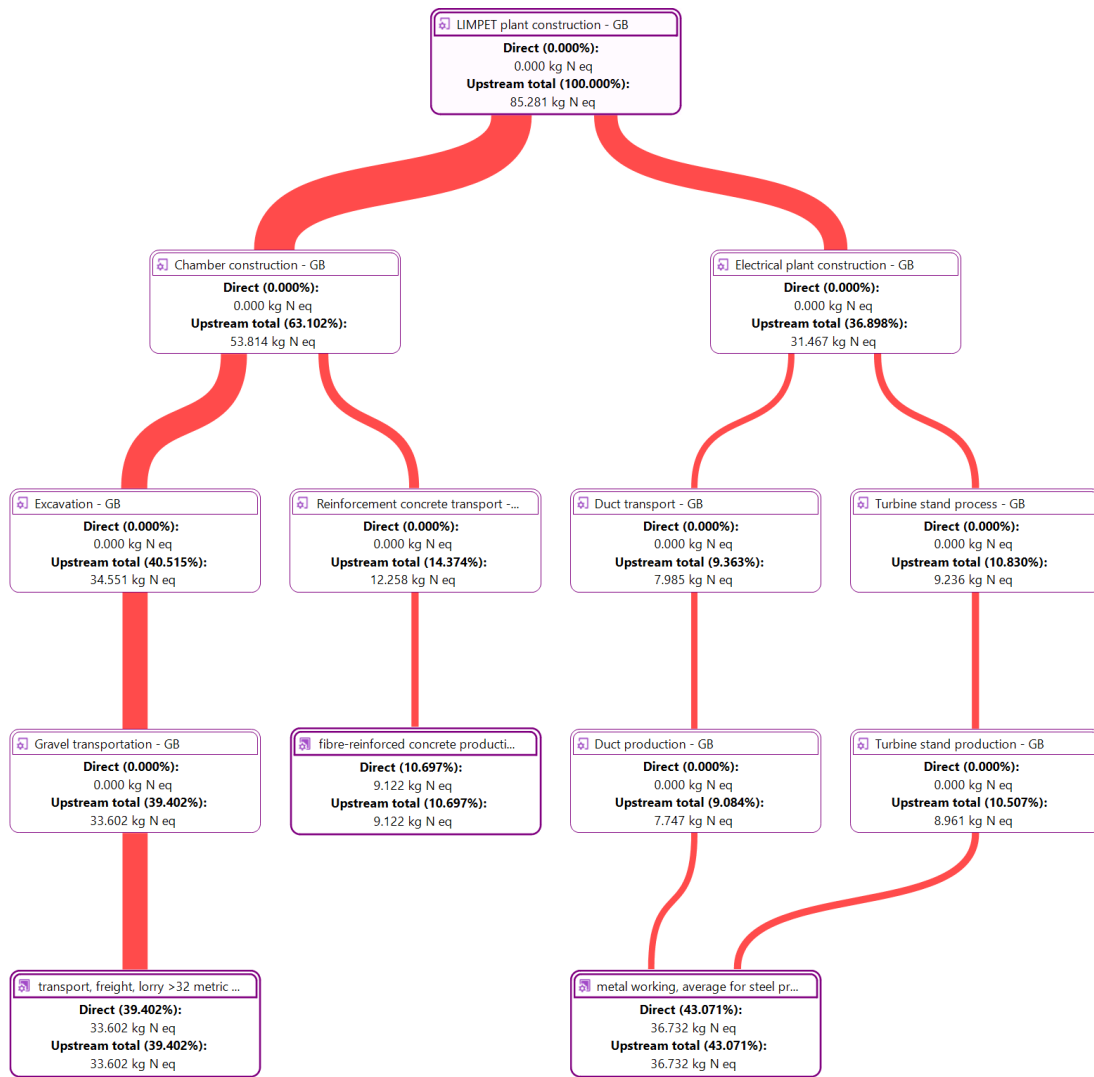 LIMPET plant construction - GB
Direct (0.000%):
0.000 kg N eq
Upstream total (100.000%):
85.281 kg N eq
Chamber construction - GB
Direct (0.000%):
0.000 kg N eq
Upstream total (63.102%):
53.814 kg N eq
Electrical plant construction - GB
Direct (0.000%):
0.000 kg N eq
Upstream total (36.898%):
31.467 kg N eq
Excavation - GB
Direct (0.000%):
0.000 kg N eq
Upstream total (40.515%):
34.551 kg N eq
Reinforcement concrete transport -...
Direct (0.000%):
0.000 kg N eq
Upstream total (14.374%):
12.258 kg N eq
Duct transport - GB
Direct (0.000%):
0.000 kg N eq
Upstream total (9.363%):
7.985 kg N eq
Turbine stand process - GB
Direct (0.000%):
0.000 kg N eq
Upstream total (10.830%):
9.236 kg N eq
Gravel transportation - GB
Direct (0.000%):
0.000 kg N eq
Upstream total (39.402%):
33.602 kg N eq
fibre-reinforced concrete producti...
Direct (10.697%):
9.122 kg N eq
Upstream total (10.697%):
9.122 kg N eq
Duct production - GB
Direct (0.000%):
0.000 kg N eq
Upstream total (9.084%):
7.747 kg N eq
Turbine stand production - GB
Direct (0.000%):
0.000 kg N eq
Upstream total (10.507%):
8.961 kg N eq
transport, freight, lorry >32 metric ...
Direct (39.402%):
33.602 kg N eq
Upstream total (39.402%):
33.602 kg N eq
metal working, average for steel pr...
Direct (43.071%):
36.732 kg N eq
Upstream total (43.071%):
36.732 kg N eq